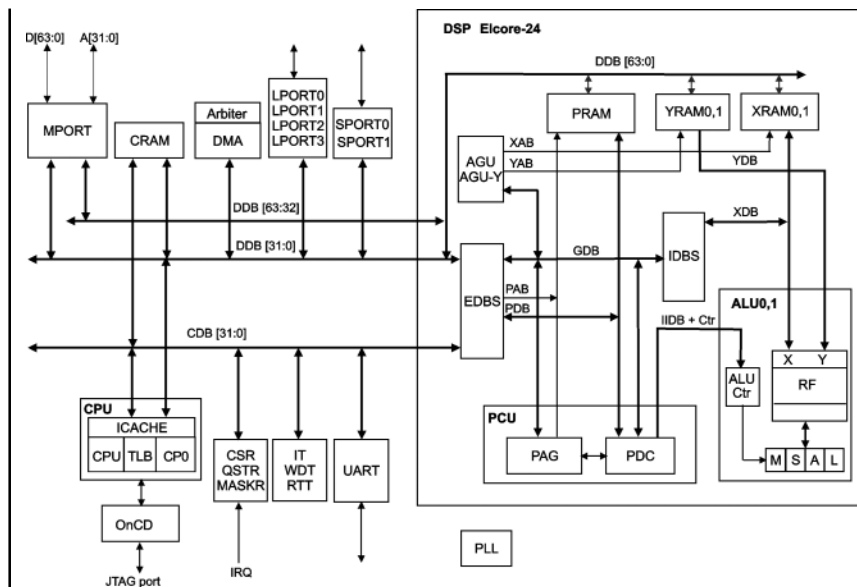 DSP Elcore-24
D[63:0]
A[31:0]
DDB [63:0]
MPORT
CRAM
Arbiter
DMA
LPORT0
LPORT1
LPORT2
LPORT3
SPORT0
SPORT1
PRAM
YRAM0,1
XRAM0,1
AGU
AGU-Y
XAB
YAB
YDB
DDB [63:32]
XDB
DDB [31:0]
GDB
IDBS
EDBS
PAB
PDB
CDB [31:0]
IIDB + Ctr
ALU0,1
X
Y
RF
ALU
Ctr
M
S
A
L
CPU
ICACHE
CPU
TLB
CP0
CSR
QSTR
MASKR
IT
WDT
RTT
UART
PCU
PAG
PDC
OnCD
PLL
JTAG port
IRQ